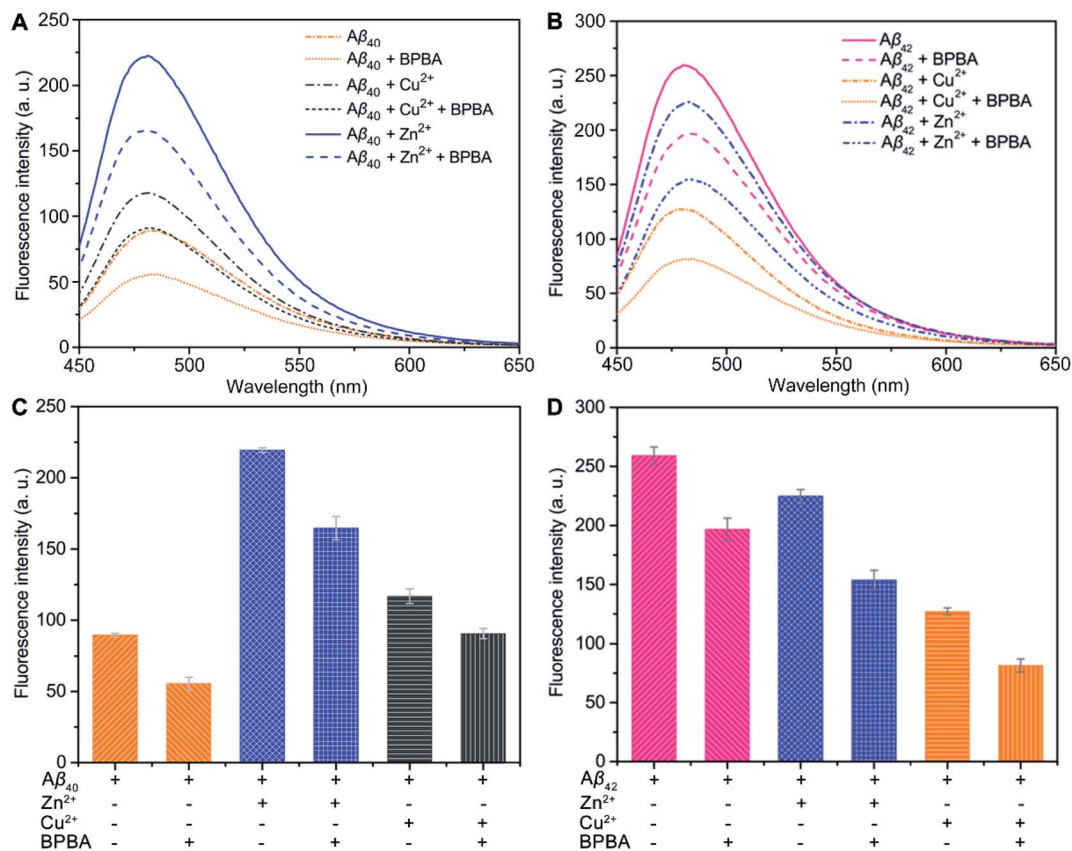 A
Fluorescence intensity (a. u.)
250
200
150
100
50
0
450
500
550
600
650
Wavelength (nm)
Aβ₄₀
Aβ₄₀ + BPBA
Aβ₄₀ + Cu²⁺
Aβ₄₀ + Cu²⁺ + BPBA
Aβ₄₀ + Zn²⁺
Aβ₄₀ + Zn²⁺ + BPBA
B
Fluorescence intensity (a. u.)
300
250
200
150
100
50
0
450
500
550
600
650
Wavelength (nm)
Aβ₄₂
Aβ₄₂ + BPBA
Aβ₄₂ + Cu²⁺
Aβ₄₂ + Cu²⁺ + BPBA
Aβ₄₂ + Zn²⁺
Aβ₄₂ + Zn²⁺ + BPBA
C
Fluorescence intensity (a. u.)
250
200
150
100
50
0
Aβ₄₀ + + + + + +
Zn²⁺ - - + + - -
Cu²⁺ - - - - + +
BPBA - + - + - +
D
Fluorescence intensity (a. u.)
300
250
200
150
100
50
0
Aβ₄₂ + + + + + +
Zn²⁺ - - + + - -
Cu²⁺ - - - - + +
BPBA - + - + - +